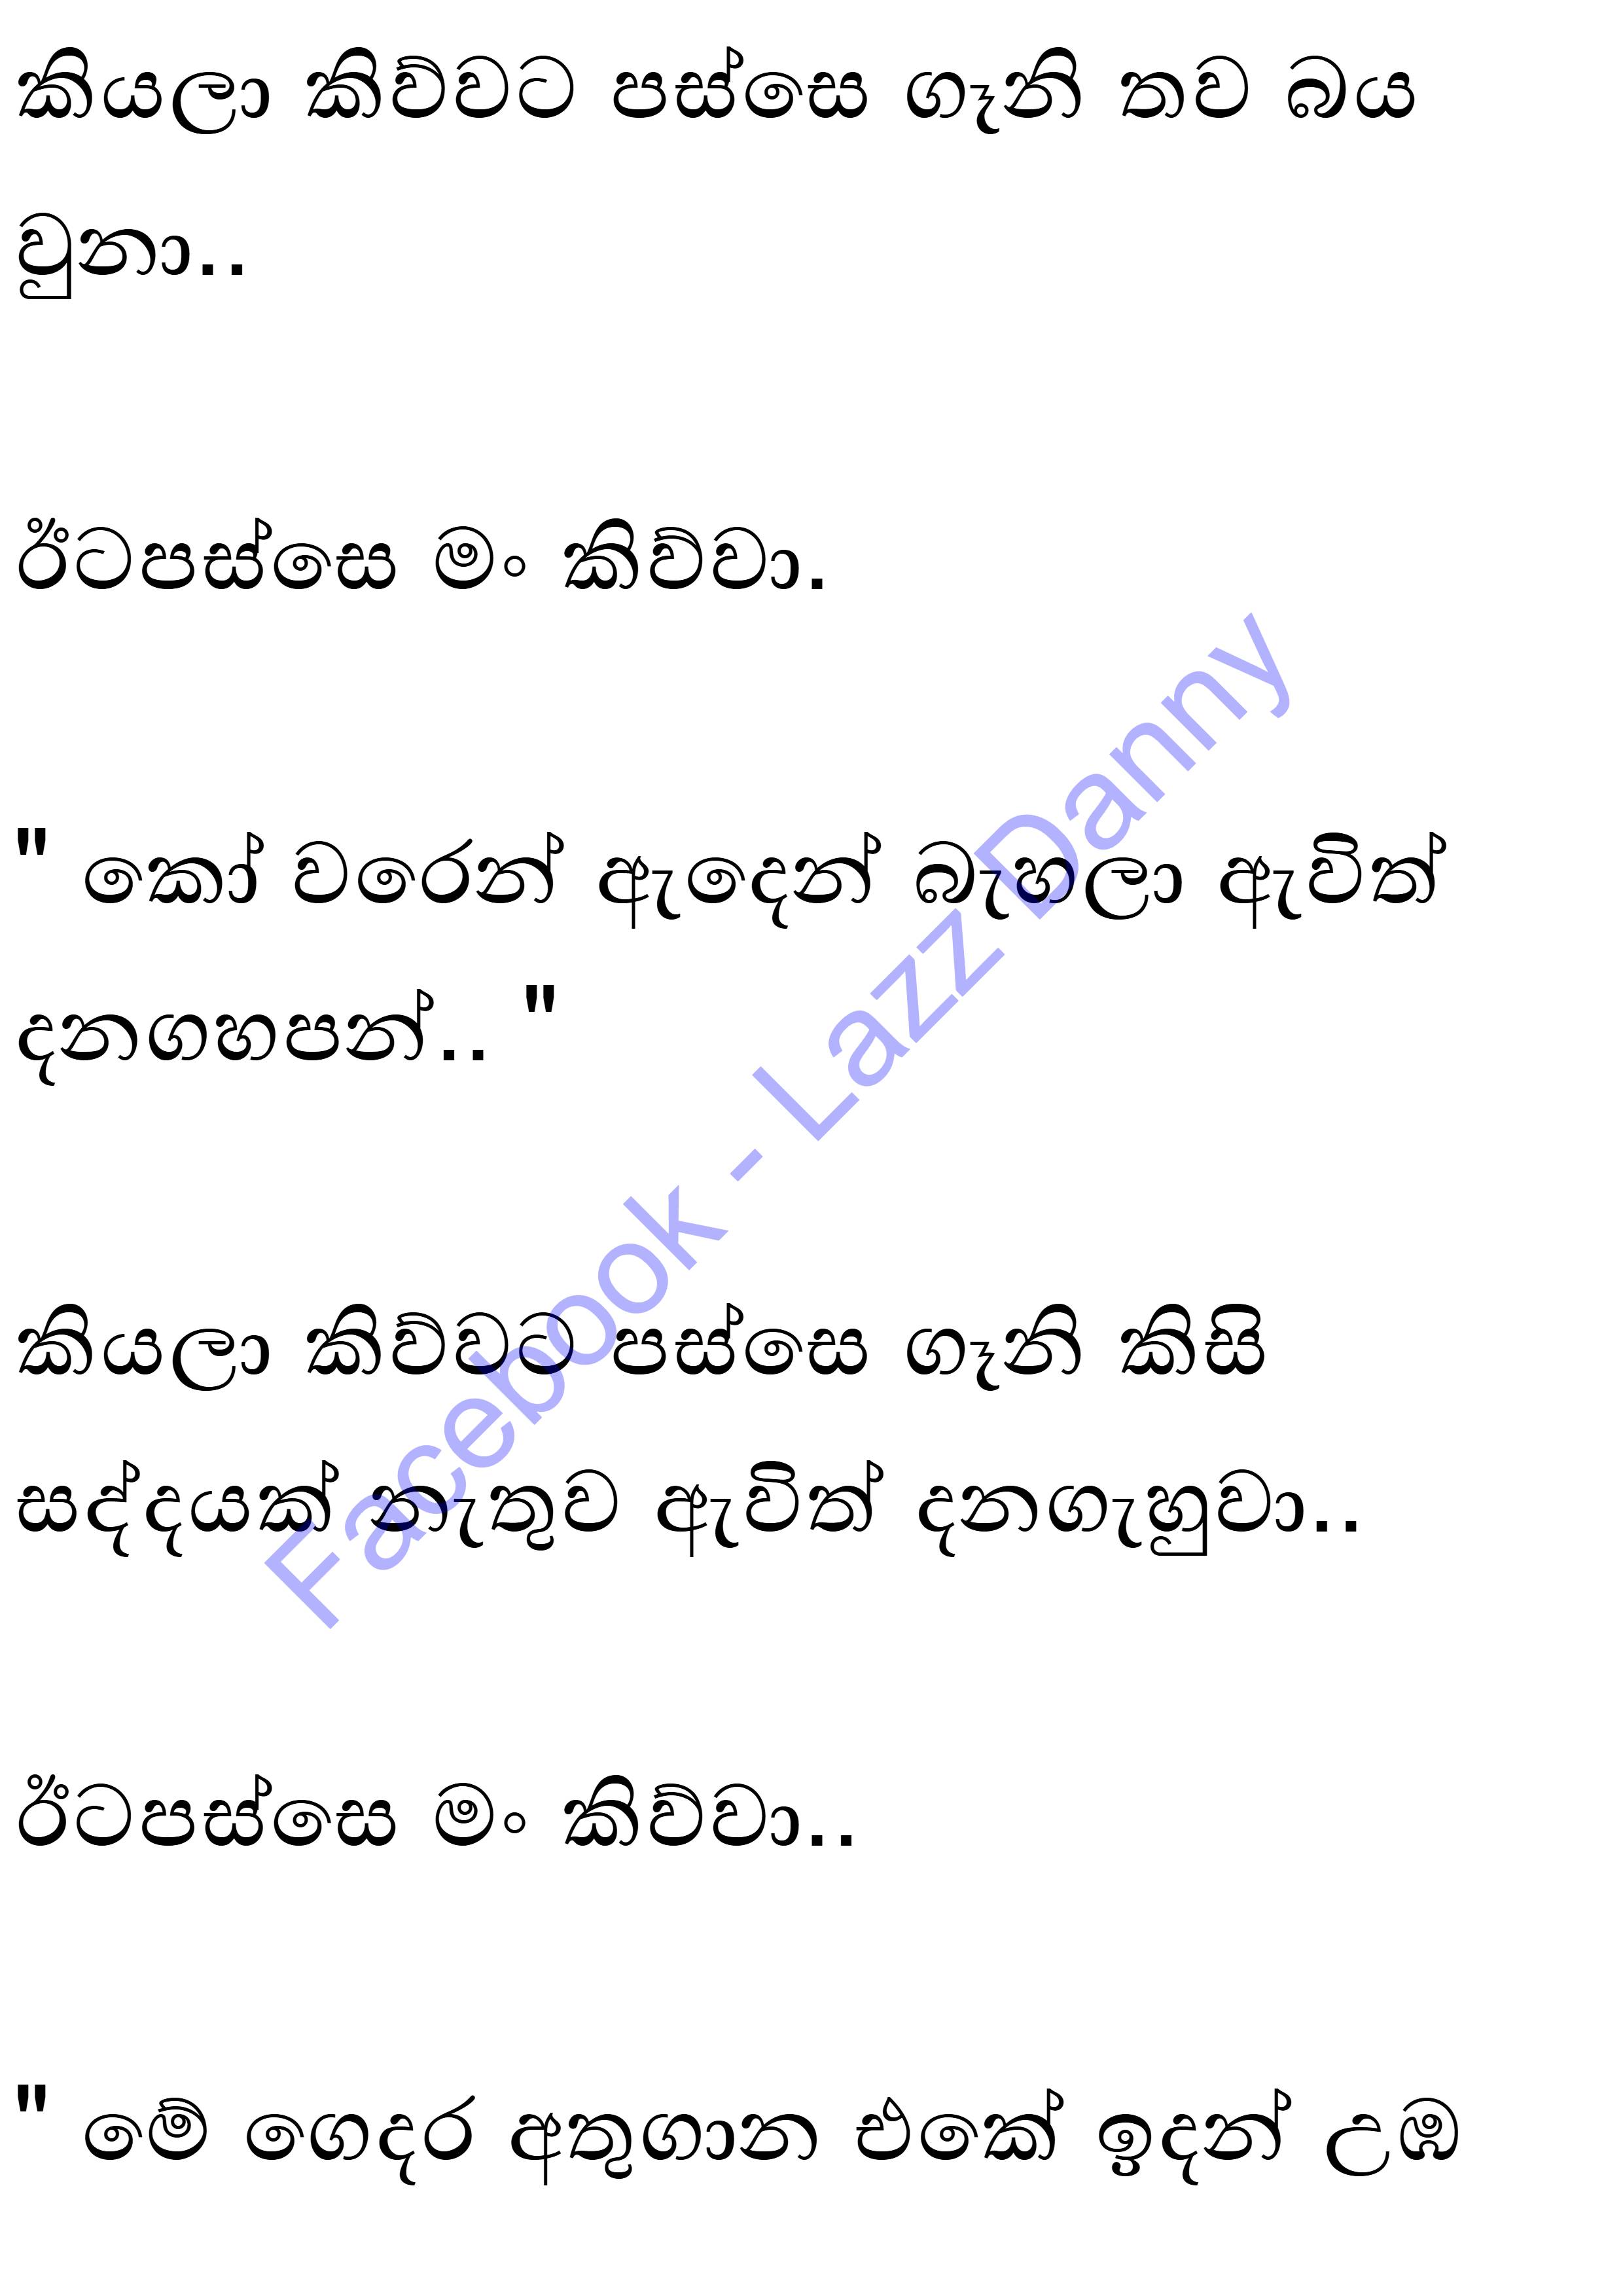 කියලා කිව්වට පස්සෙ ගෑනි තව බය
වුනා..
ඊටපස්සෙ මං කිව්වා.
" කෝ වරෙන් ඇඳෙන් බැහලා ඇවිත්
දනගහපන්.. "
කියලා කිව්වට පස්සෙ ගෑනි කිසි
සද්දයක් නැතුව ඇවිත් දනගැහුවා..
ඊටපස්සෙ මං කිව්වා..
" මේ ගෙදර අතුගාන එකේ ඉදන් උඹ
Facebook - Lazz Danny